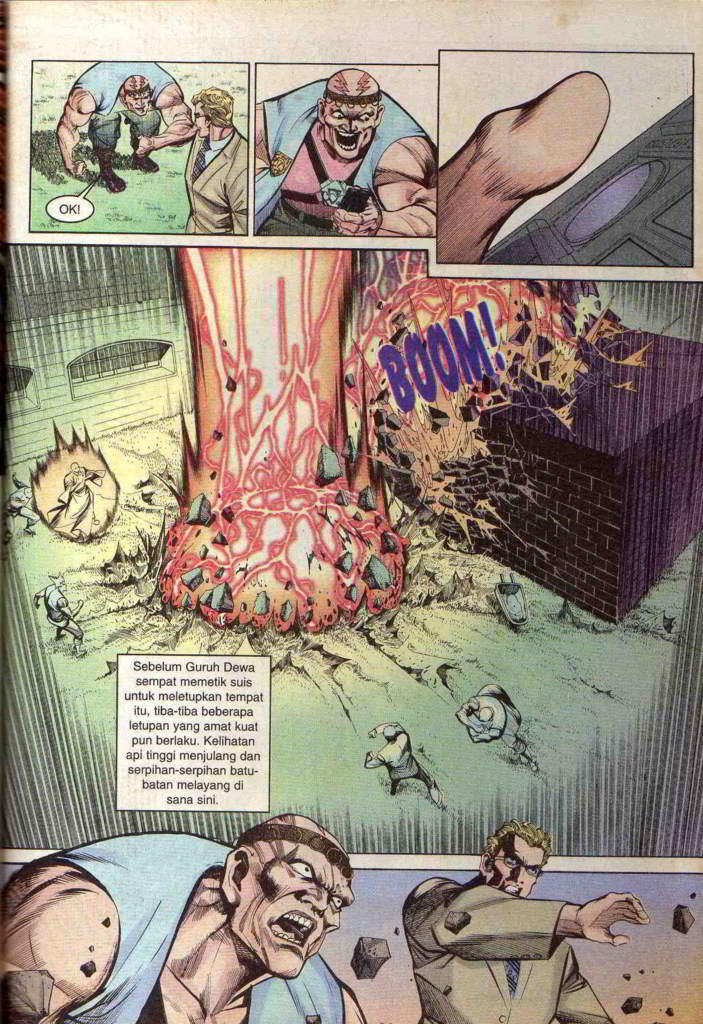 OK!
BOOM!
Sebelum Guruh Dewa
sempat memetik suis
untuk meletupkan tempat
itu, tiba-tiba beberapa
letupan yang amat kuat
pun berlaku. Kelihatan
api tinggi menjulang dan
serpihan-serpihan batu-
batan melayang di
sana sini.